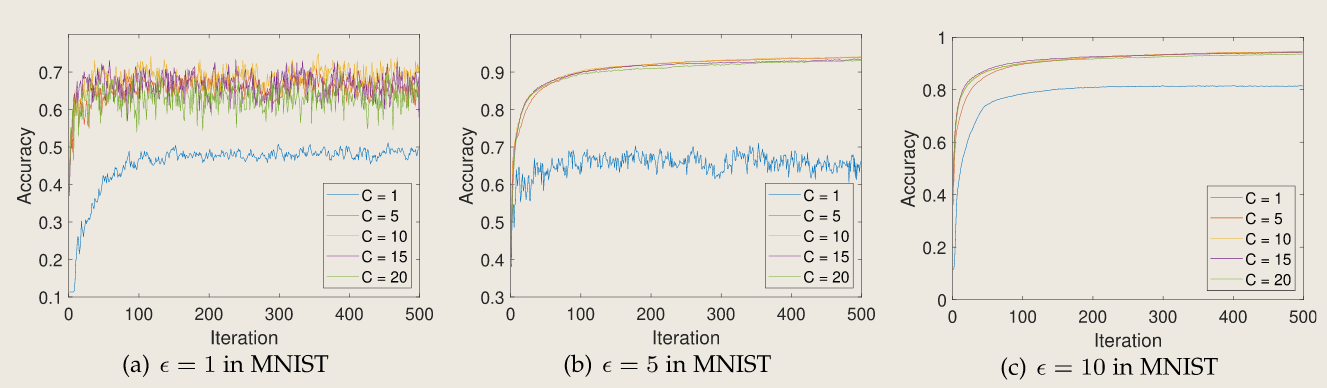 Accuracy
0.7
0.6
0.5
0.4
0.3
0.2
0.1
0 100 200 300 400 500
Iteration
C = 1
C = 5
C = 10
C = 15
C = 20
(a) ϵ = 1 in MNIST
Accuracy
0.9
0.8
0.7
0.6
0.5
0.4
0.3
0 100 200 300 400 500
Iteration
C = 1
C = 5
C = 10
C = 15
C = 20
(b) ϵ = 5 in MNIST
Accuracy
1
0.8
0.6
0.4
0.2
0
0 100 200 300 400 500
Iteration
C = 1
C = 5
C = 10
C = 15
C = 20
(c) ϵ = 10 in MNIST